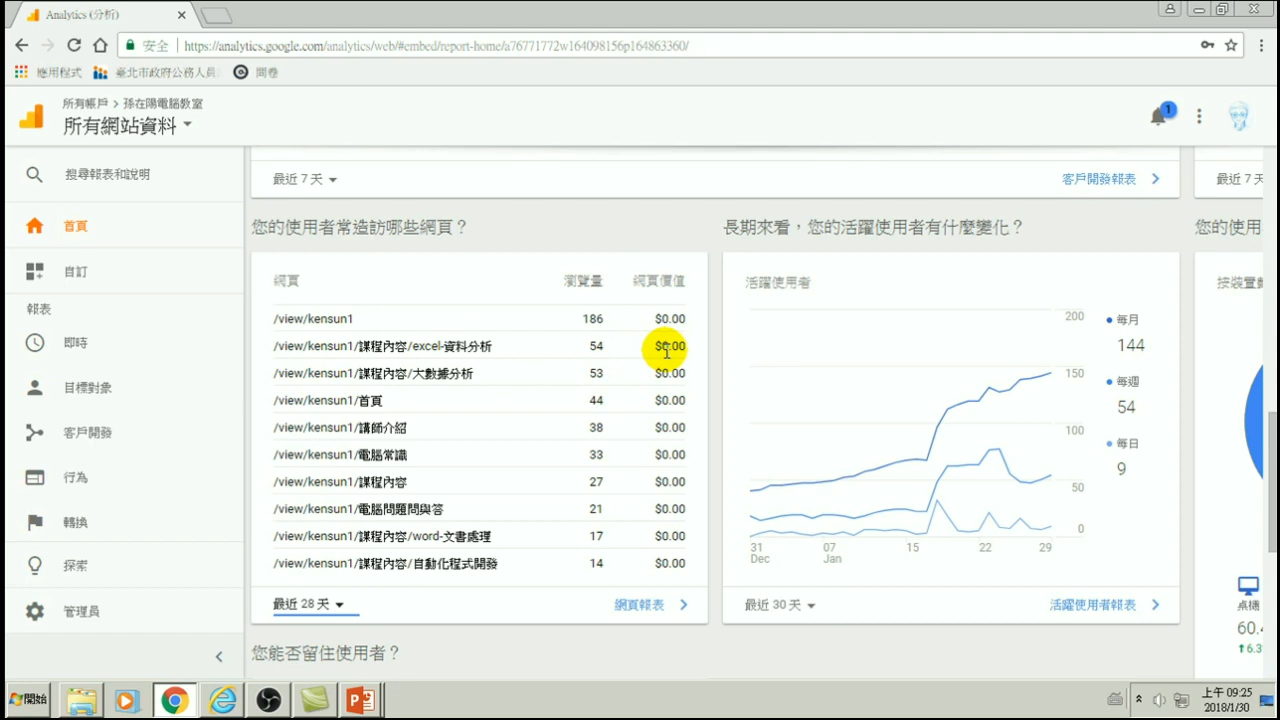 Analytics (分析)
安全 https://analytics.google.com/analytics/web/#embed/report-home/a76771772w164098156p164863360/
應用程式 臺北市政府公務人員 問卷
所有帳戶 > 孫在陽電腦教室
所有網站資料
1
搜尋報表和說明
首頁
自訂
報表
即時
目標對象
客戶開發
行為
轉換
探索
管理員
最近 7 天
客戶開發報表
最近 7 天
您的使用者常造訪哪些網頁？
網頁 瀏覽量 網頁價值
/view/kensun1 186 $0.00
/view/kensun1/課程內容/excel-資料分析 54 $0.00
/view/kensun1/課程內容/大數據分析 53 $0.00
/view/kensun1/首頁 44 $0.00
/view/kensun1/講師介紹 38 $0.00
/view/kensun1/電腦常識 33 $0.00
/view/kensun1/課程內容 27 $0.00
/view/kensun1/電腦問題問與答 21 $0.00
/view/kensun1/課程內容/word-文書處理 17 $0.00
/view/kensun1/課程內容/自動化程式開發 14 $0.00
最近 28 天
網頁報表
長期來看，您的活躍使用者有什麼變化？
活躍使用者
200
150
100
50
0
31 07 15 22 29
Dec Jan
每月
144
每週
54
每日
9
最近 30 天
活躍使用者報表
您的使用
按裝置
桌機
60.
6.3
您能否留住使用者？
開始
上午 09:25
2018/1/30